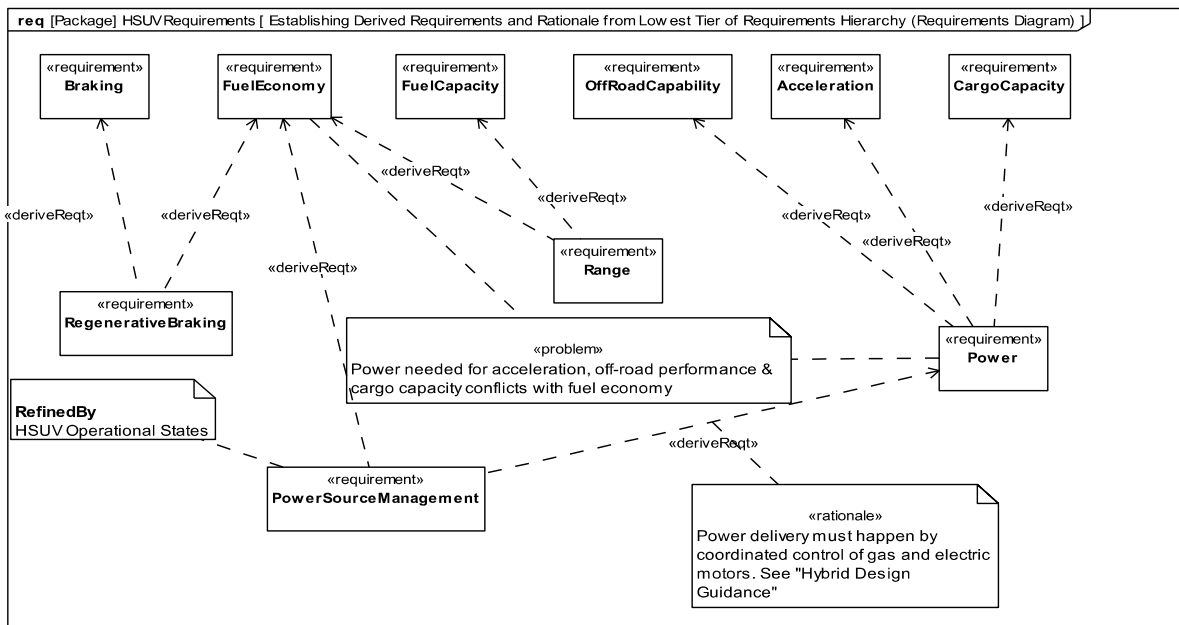 req [Package] HSUVRequirements [ Establishing Derived Requirements and Rationale from Lowest Tier of Requirements Hierarchy (Requirements Diagram) ]
«requirement»
Braking
«requirement»
FuelEconomy
«requirement»
FuelCapacity
«requirement»
OffRoadCapability
«requirement»
Acceleration
«requirement»
CargoCapacity
«deriveReqt»
«deriveReqt»
«deriveReqt»
«deriveReqt»
«deriveReqt»
«deriveReqt»
«deriveReqt»
«deriveReqt»
«requirement»
Range
«deriveReqt»
«requirement»
RegenerativeBraking
«problem»
Power needed for acceleration, off-road performance &
cargo capacity conflicts with fuel economy
«requirement»
Power
RefinedBy
HSUV Operational States
«deriveReqt»
«requirement»
PowerSourceManagement
«rationale»
Power delivery must happen by
coordinated control of gas and electric
motors. See "Hybrid Design
Guidance"